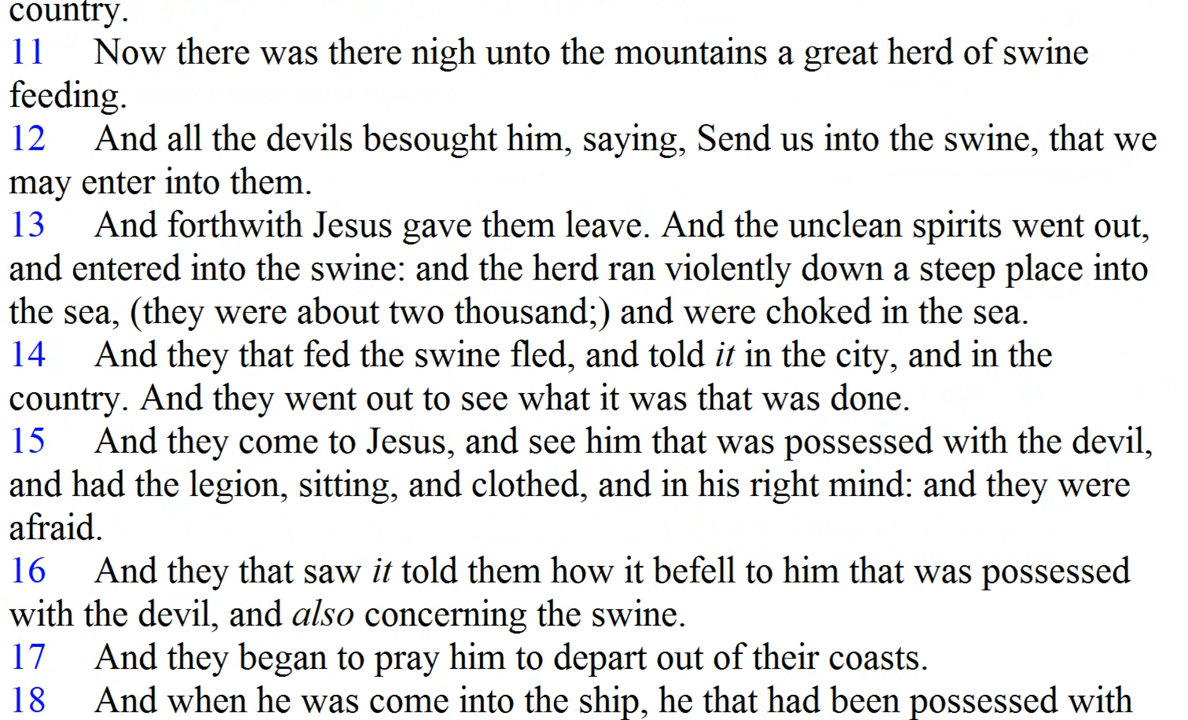 country.
11 Now there was there nigh unto the mountains a great herd of swine
feeding.
12 And all the devils besought him, saying, Send us into the swine, that we
may enter into them.
13 And forthwith Jesus gave them leave. And the unclean spirits went out,
and entered into the swine: and the herd ran violently down a steep place into
the sea, (they were about two thousand;) and were choked in the sea.
14 And they that fed the swine fled, and told it in the city, and in the
country. And they went out to see what it was that was done.
15 And they come to Jesus, and see him that was possessed with the devil,
and had the legion, sitting, and clothed, and in his right mind: and they were
afraid.
16 And they that saw it told them how it befell to him that was possessed
with the devil, and also concerning the swine.
17 And they began to pray him to depart out of their coasts.
18 And when he was come into the ship, he that had been possessed with